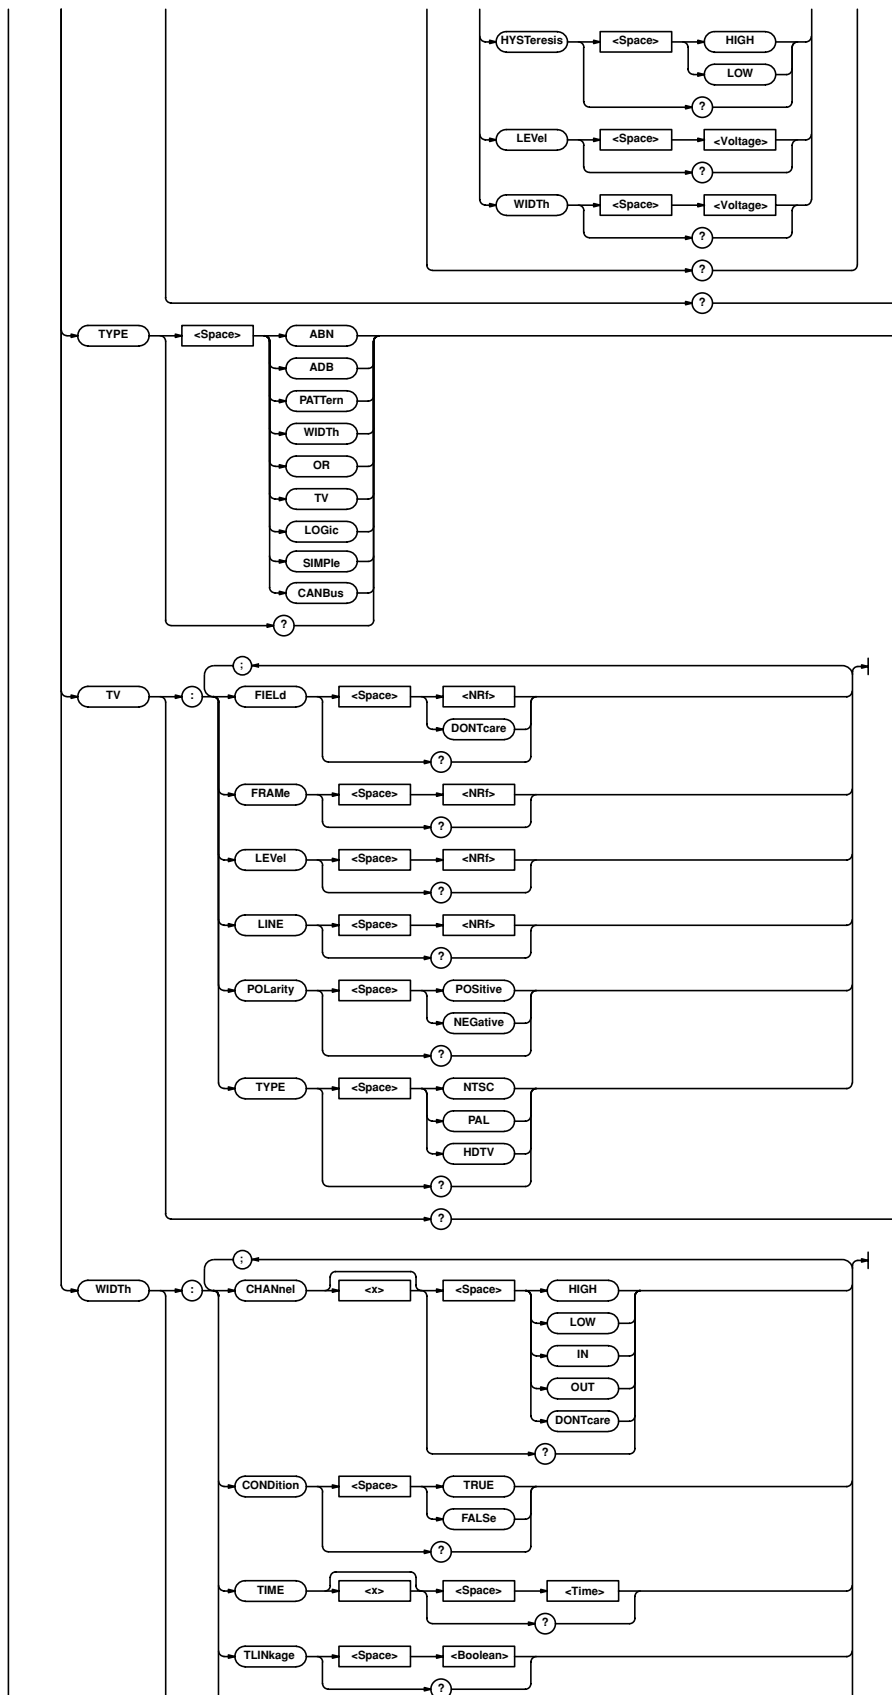 HYSTeresis <Space> HIGH
LOW
?
LEVel <Space> <Voltage>
?
WIDTh <Space> <Voltage>
?
?
?
TYPE <Space> ABN
ADB
PATTern
WIDTh
OR
TV
LOGic
SIMPle
CANBus
?
;
TV : FIELd <Space> <NRf>
DONTcare
?
FRAMe <Space> <NRf>
?
LEVel <Space> <NRf>
?
LINE <Space> <NRf>
?
POLarity <Space> POSitive
NEGative
?
TYPE <Space> NTSC
PAL
HDTV
?
?
;
WIDTh : CHANnel <x> <Space> HIGH
LOW
IN
OUT
DONTcare
?
CONDition <Space> TRUE
FALSe
?
TIME <x> <Space> <Time>
?
TLINkage <Space> <Boolean>
?